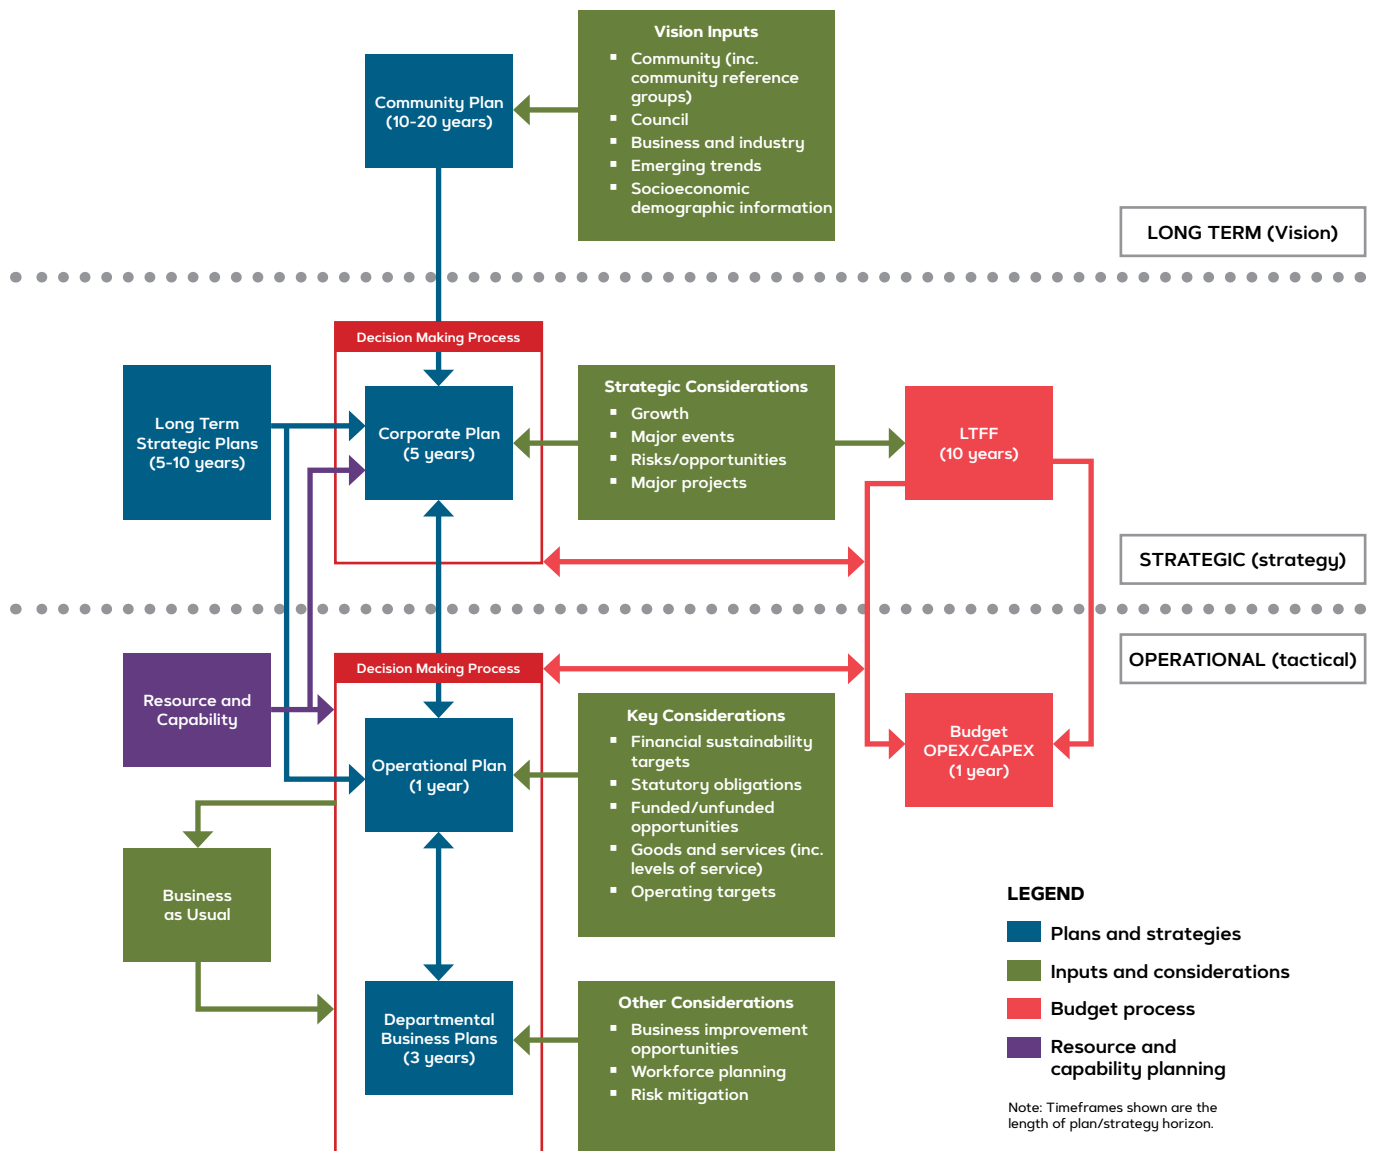 Vision Inputs
Community (inc.
community reference
groups)
Council
Business and industry
Emerging trends
Socioeconomic
demographic information
Community Plan
(10-20 years)
LONG TERM (Vision)
Decision Making Process
Long Term
Strategic Plans
(5-10 years)
Corporate Plan
(5 years)
Strategic Considerations
Growth
Major events
Risks/opportunities
Major projects
LTFF
(10 years)
STRATEGIC (strategy)
OPERATIONAL (tactical)
Resource and
Capability
Decision Making Process
Operational Plan
(1 year)
Key Considerations
Financial sustainability
targets
Statutory obligations
Funded/unfunded
opportunities
Goods and services (inc.
levels of service)
Operating targets
Budget
OPEX/CAPEX
(1 year)
Business
as Usual
Departmental
Business Plans
(3 years)
Other Considerations
Business improvement
opportunities
Workforce planning
Risk mitigation
LEGEND
Plans and strategies
Inputs and considerations
Budget process
Resource and
capability planning
Note: Timeframes shown are the
length of plan/strategy horizon.